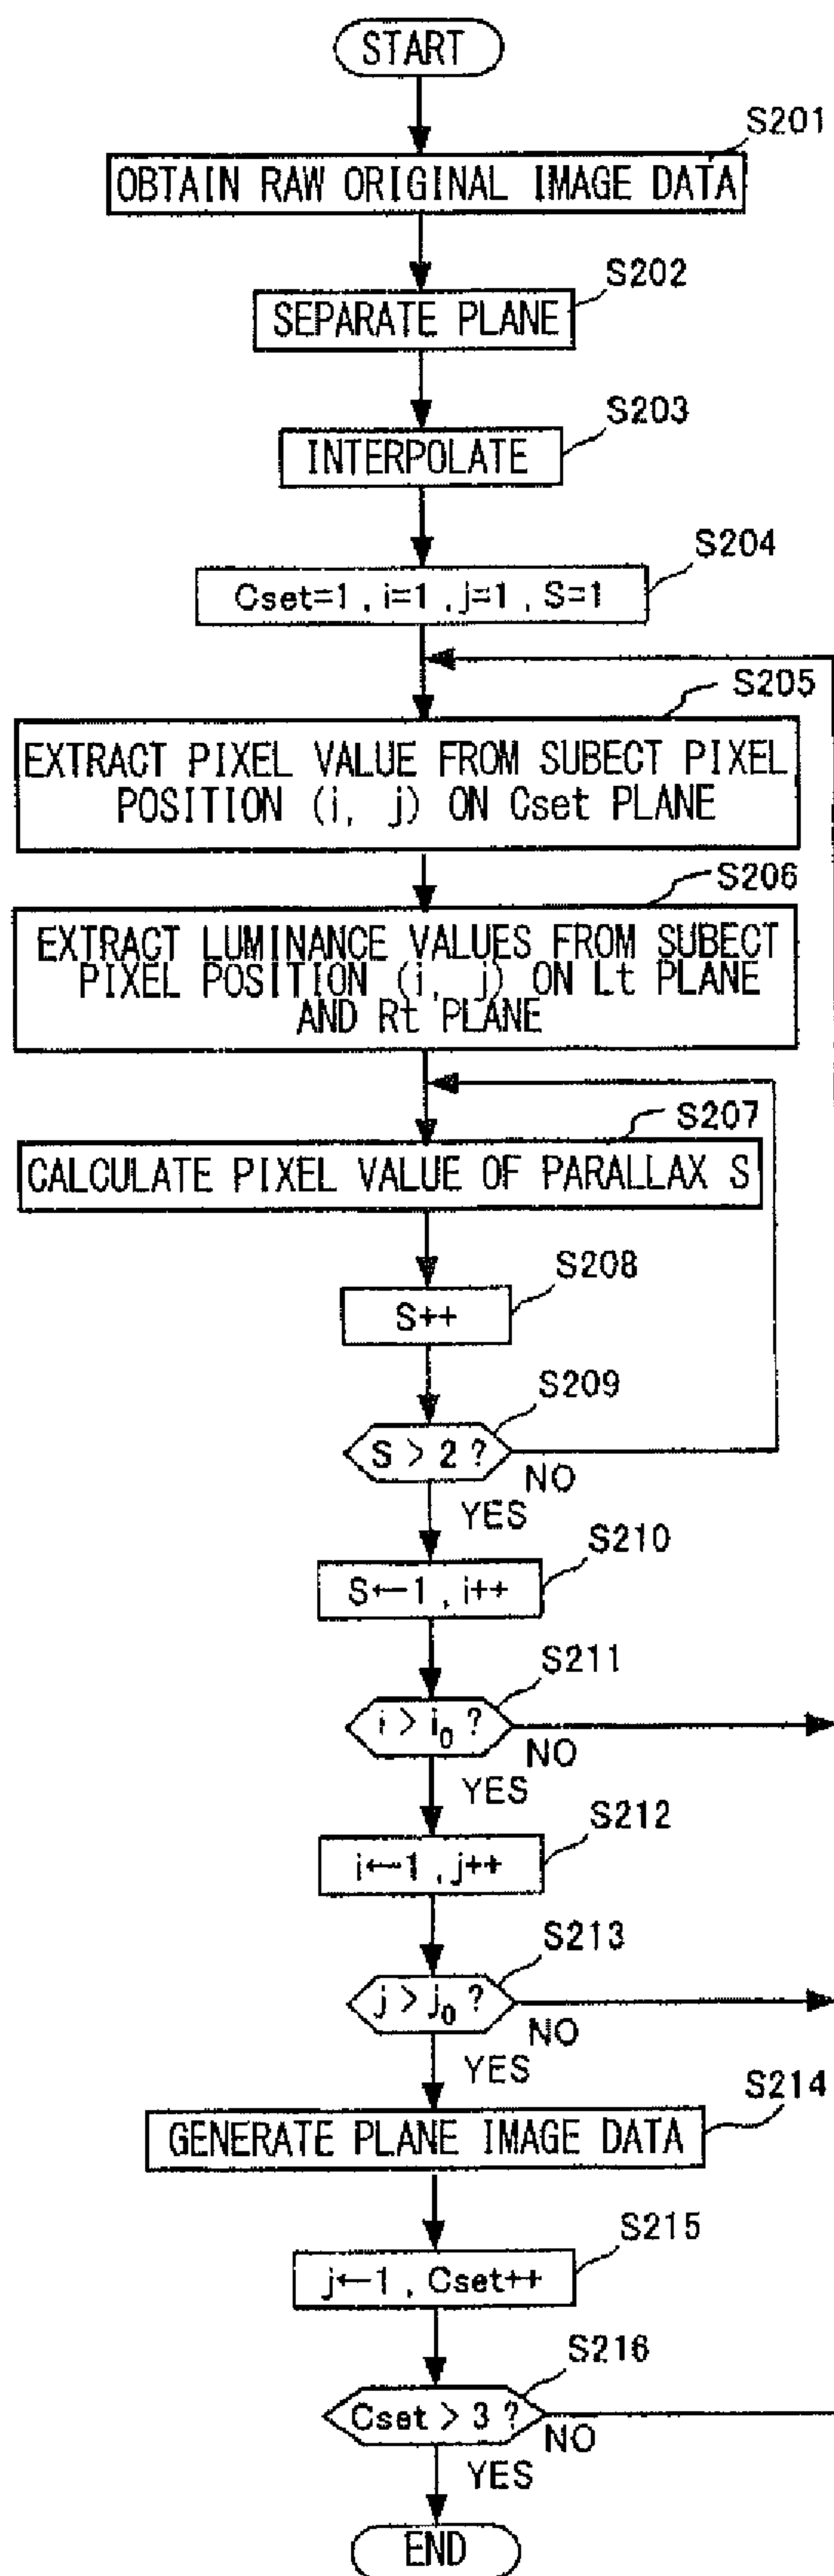 START
S201
OBTAIN RAW ORIGINAL IMAGE DATA
S202
SEPARATE PLANE
S203
INTERPOLATE
S204
Cset=1 , i=1 , j=1 , S=1
S205
EXTRACT PIXEL VALUE FROM SUBECT PIXEL
POSITION (i, j) ON Cset PLANE
S206
EXTRACT LUMINANCE VALUES FROM SUBECT
PIXEL POSITION (i, j) ON Lt PLANE
AND Rt PLANE
S207
CALCULATE PIXEL VALUE OF PARALLAX S
S208
S++
S209
S > 2 ?
NO
YES
S210
S←1 , i++
S211
i > i₀ ?
NO
YES
S212
i←1 , j++
S213
j > j₀ ?
NO
YES
S214
GENERATE PLANE IMAGE DATA
S215
j←1 , Cset++
S216
Cset > 3 ?
NO
YES
END